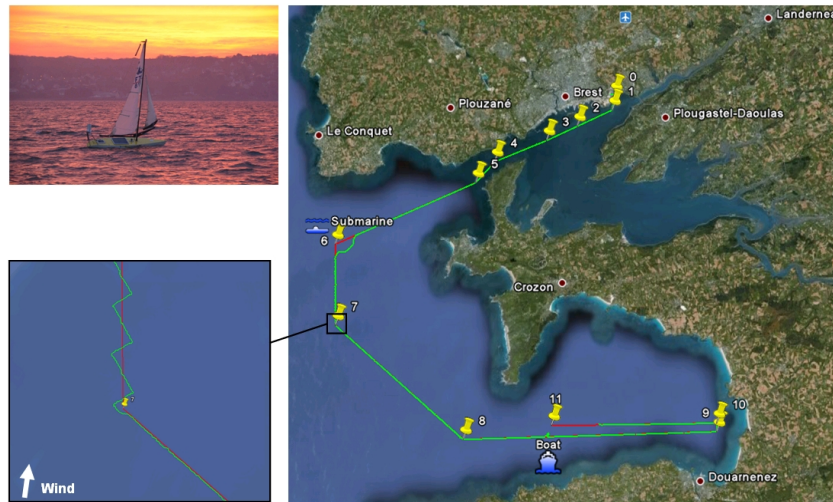 Landerneau
0
Brest
1
2
Plouzané
Plougastel-Daoulas
3
Le Conquet
4
5
Submarine
6
Crozon
7
11
10
9
8
Boat
Douarnenez
7
Wind